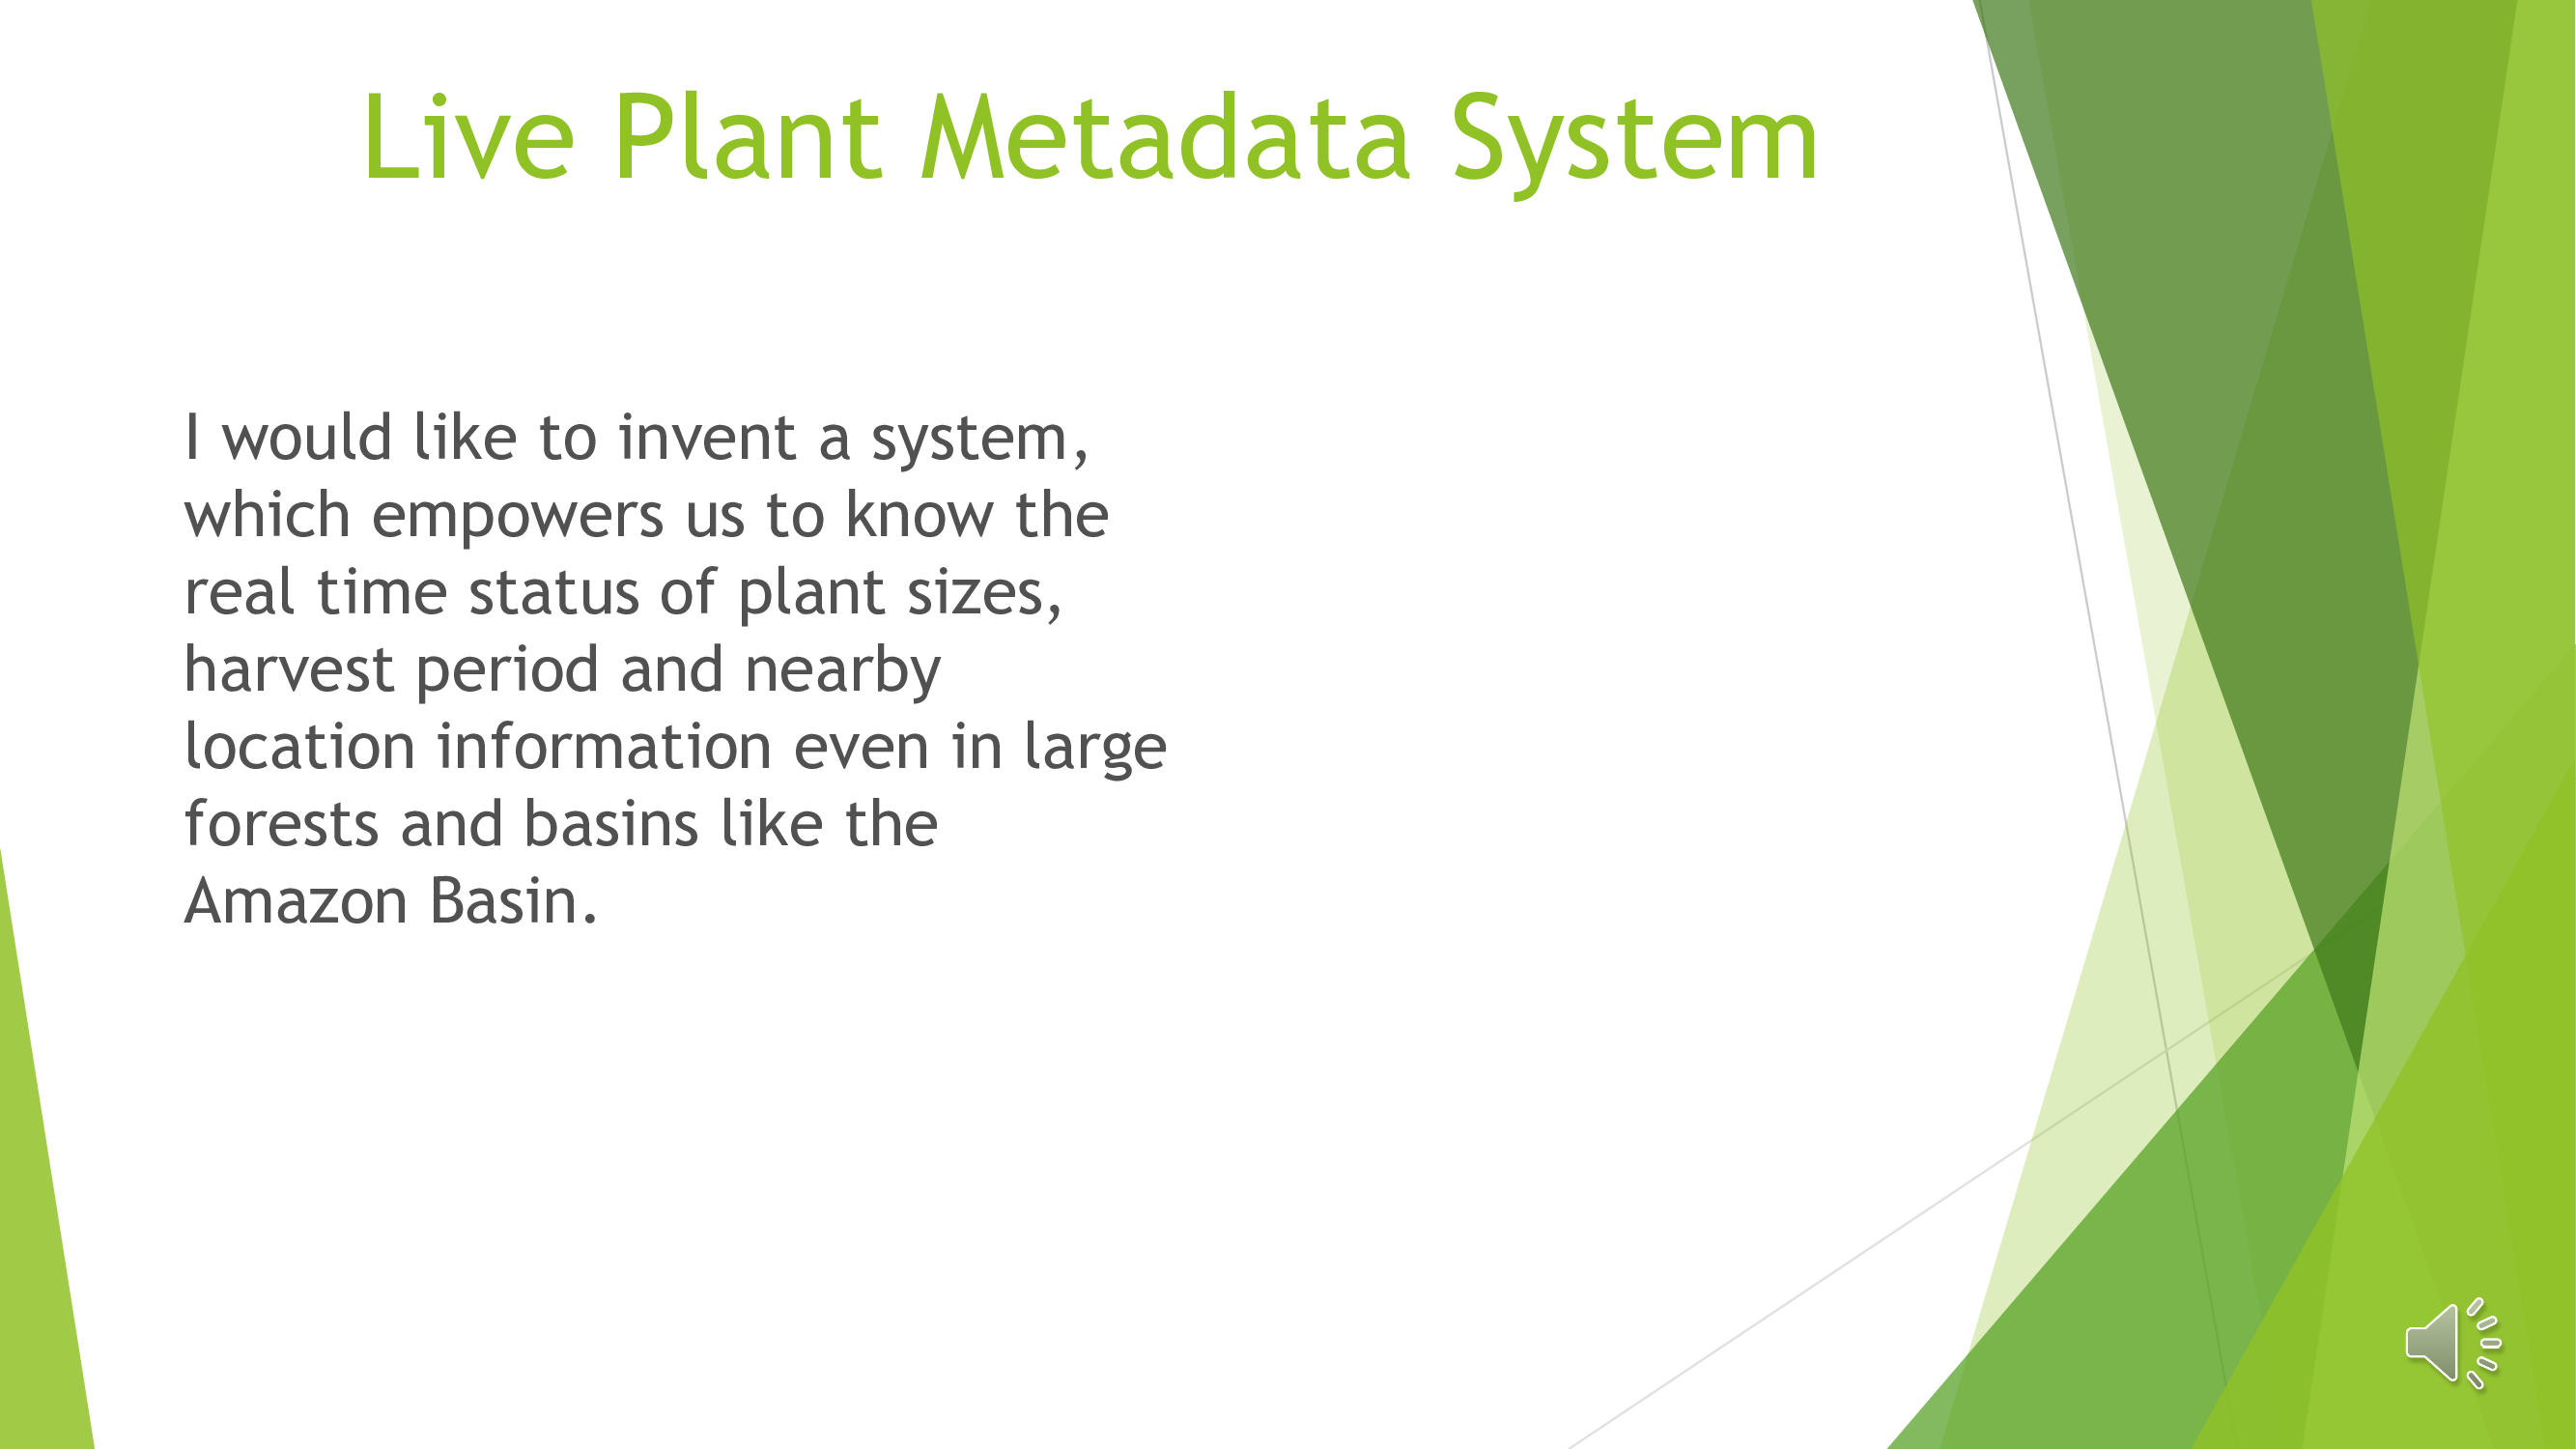 Live Plant Metadata System
I would like to invent a system,
which empowers us to know the
real time status of plant sizes,
harvest period and nearby
location information even in large
forests and basins like the
Amazon Basin.